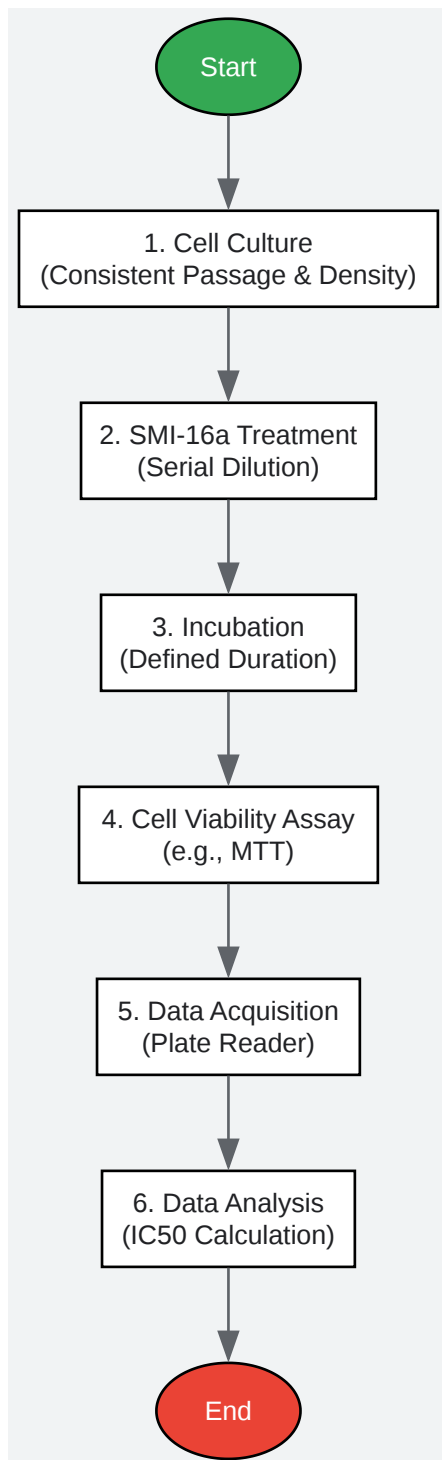 Start
1. Cell Culture
(Consistent Passage & Density)
2. SMI-16a Treatment
(Serial Dilution)
3. Incubation
(Defined Duration)
4. Cell Viability Assay
(e.g., MTT)
5. Data Acquisition
(Plate Reader)
6. Data Analysis
(IC50 Calculation)
End